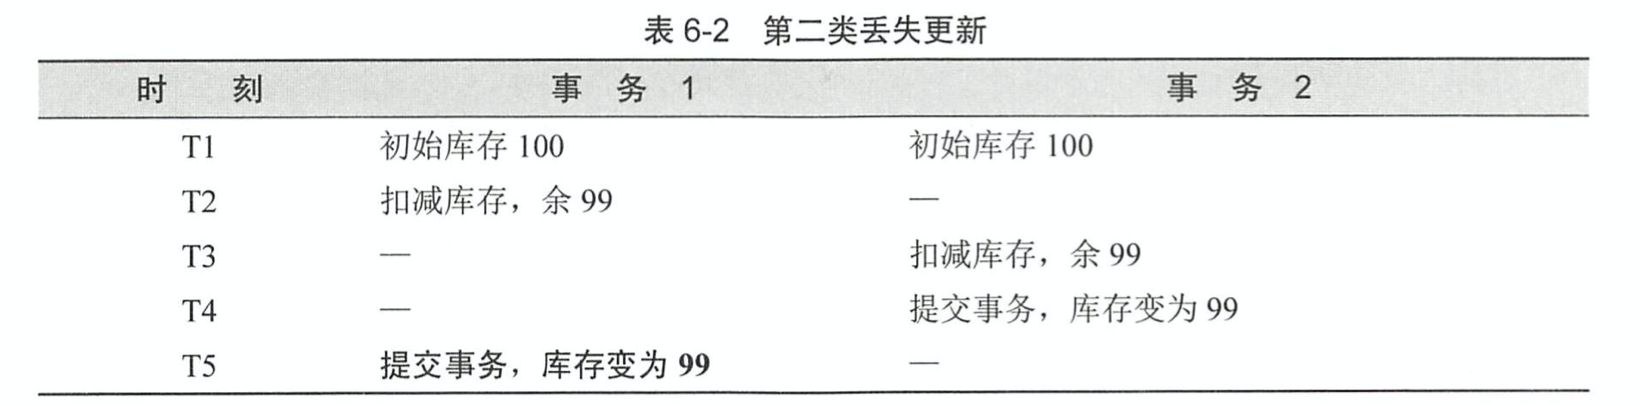 表 6-2 第二类丢失更新
时 刻 事 务 1 事 务 2
T1 初始库存 100 初始库存 100
T2 扣减库存，余 99 —
T3 — 扣减库存，余 99
T4 — 提交事务，库存变为 99
T5 提交事务，库存变为 99 —